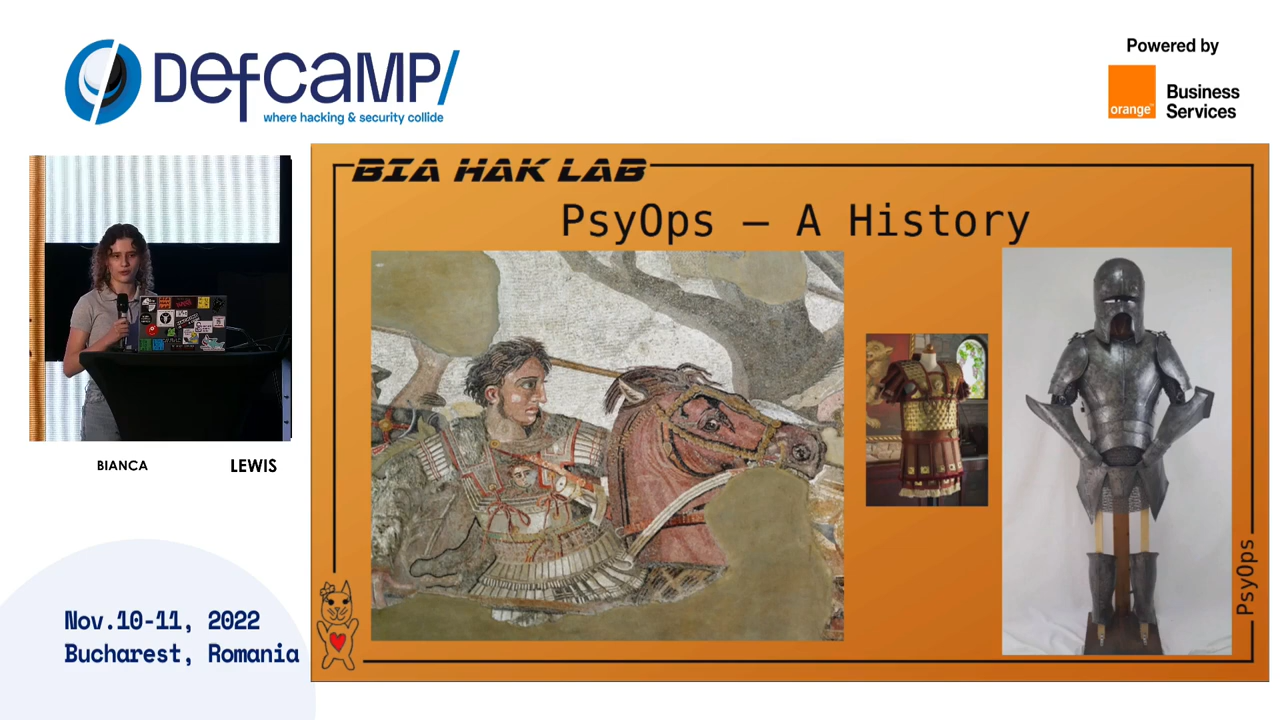 DefCamp/
where hacking & security collide
Powered by
orange™
Business
Services
BIA HAK LAB
PsyOps – A History
BIANCA LEWIS
PsyOps
Nov.10-11, 2022
Bucharest, Romania